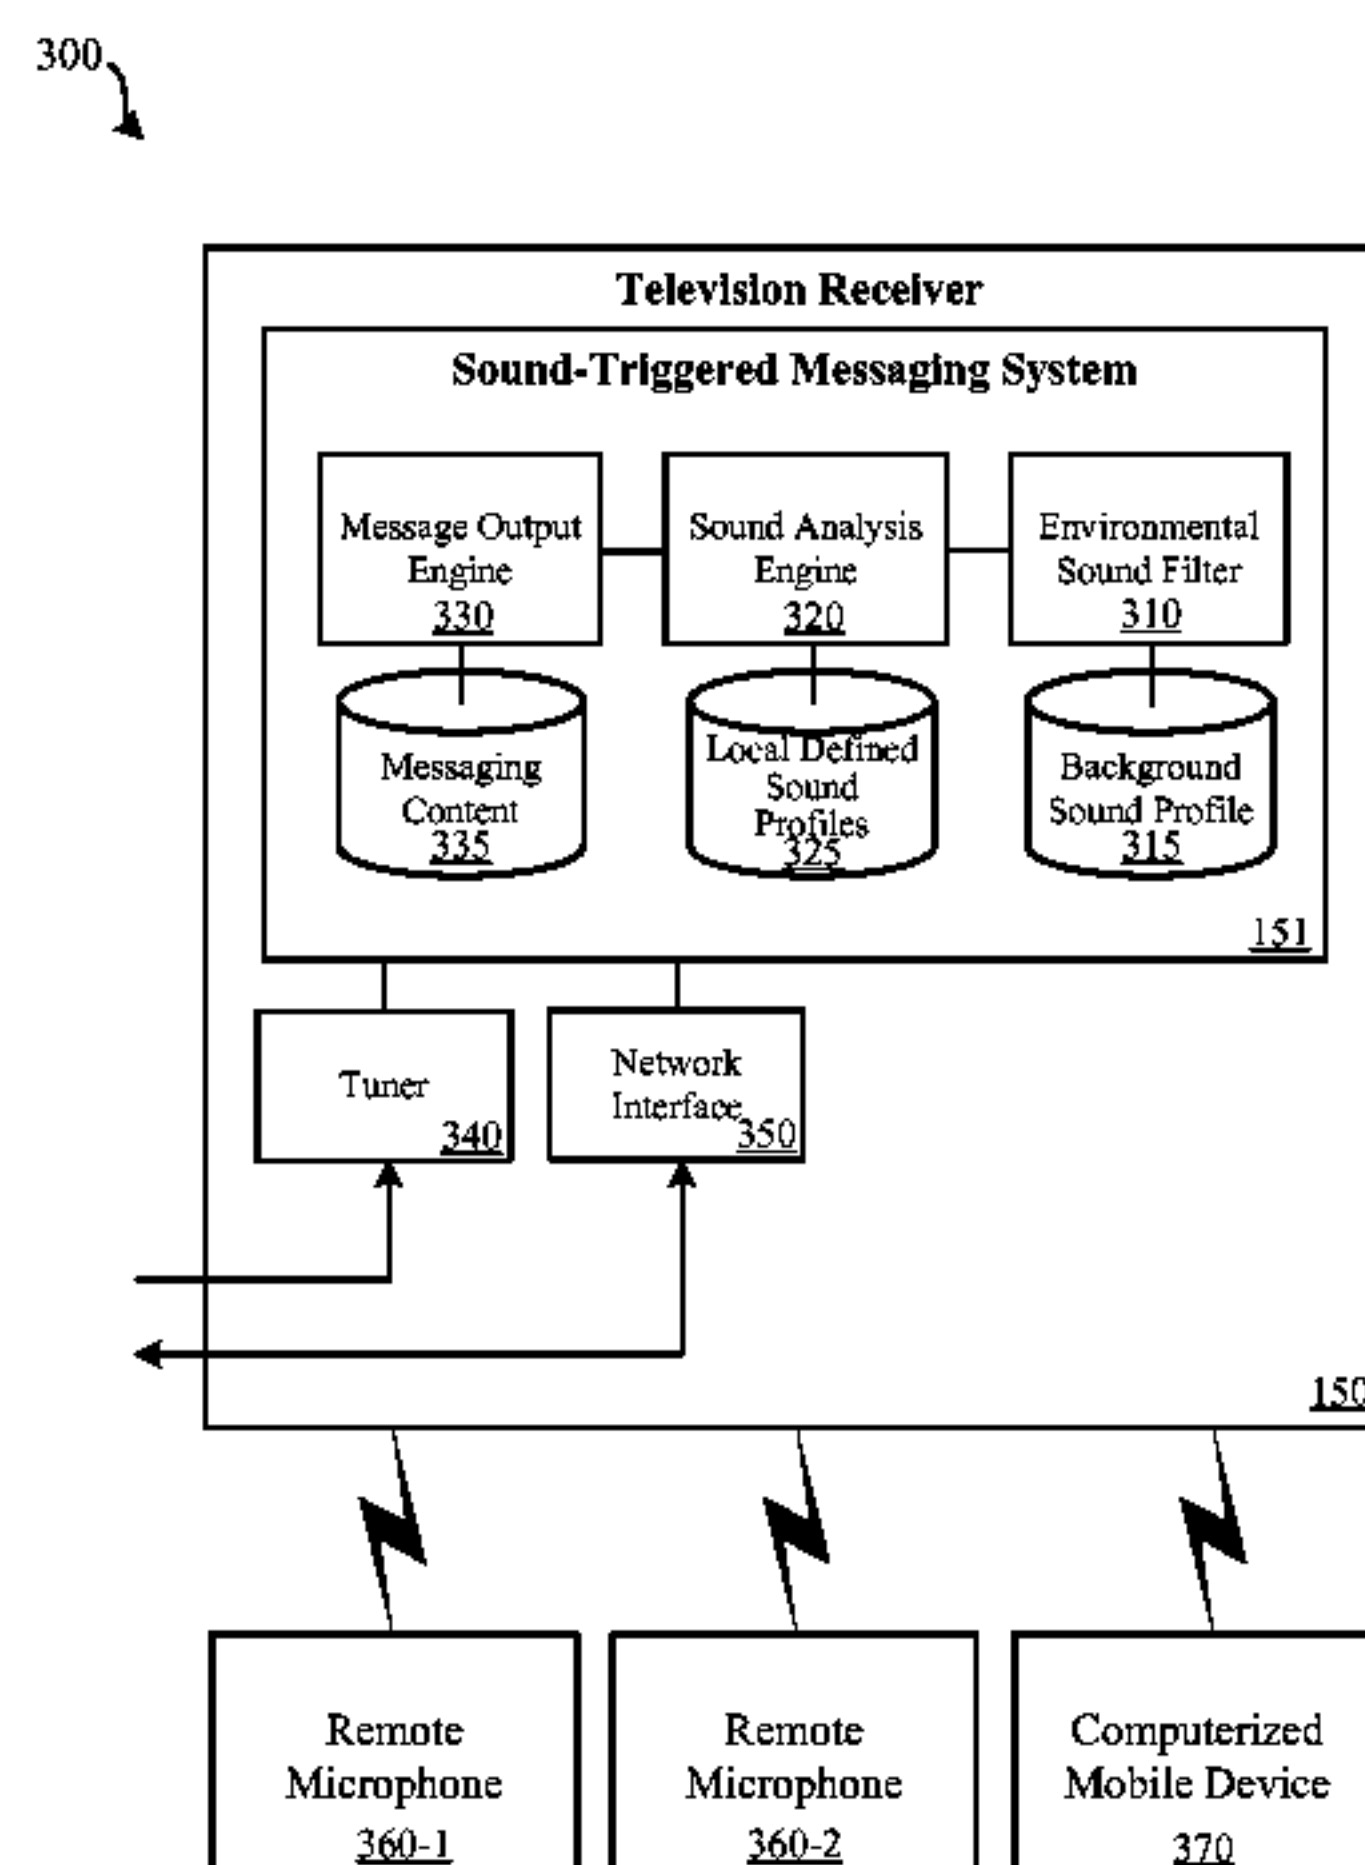 300
Television Receiver
Sound-Triggered Messaging System
Message Output
Engine
330
Sound Analysis
Engine
320
Environmental
Sound Filter
310
Messaging
Content
335
Local Defined
Sound
Profiles
325
Background
Sound Profile
315
151
Tuner
340
Network
Interface
350
150
Remote
Microphone
360-1
Remote
Microphone
360-2
Computerized
Mobile Device
370